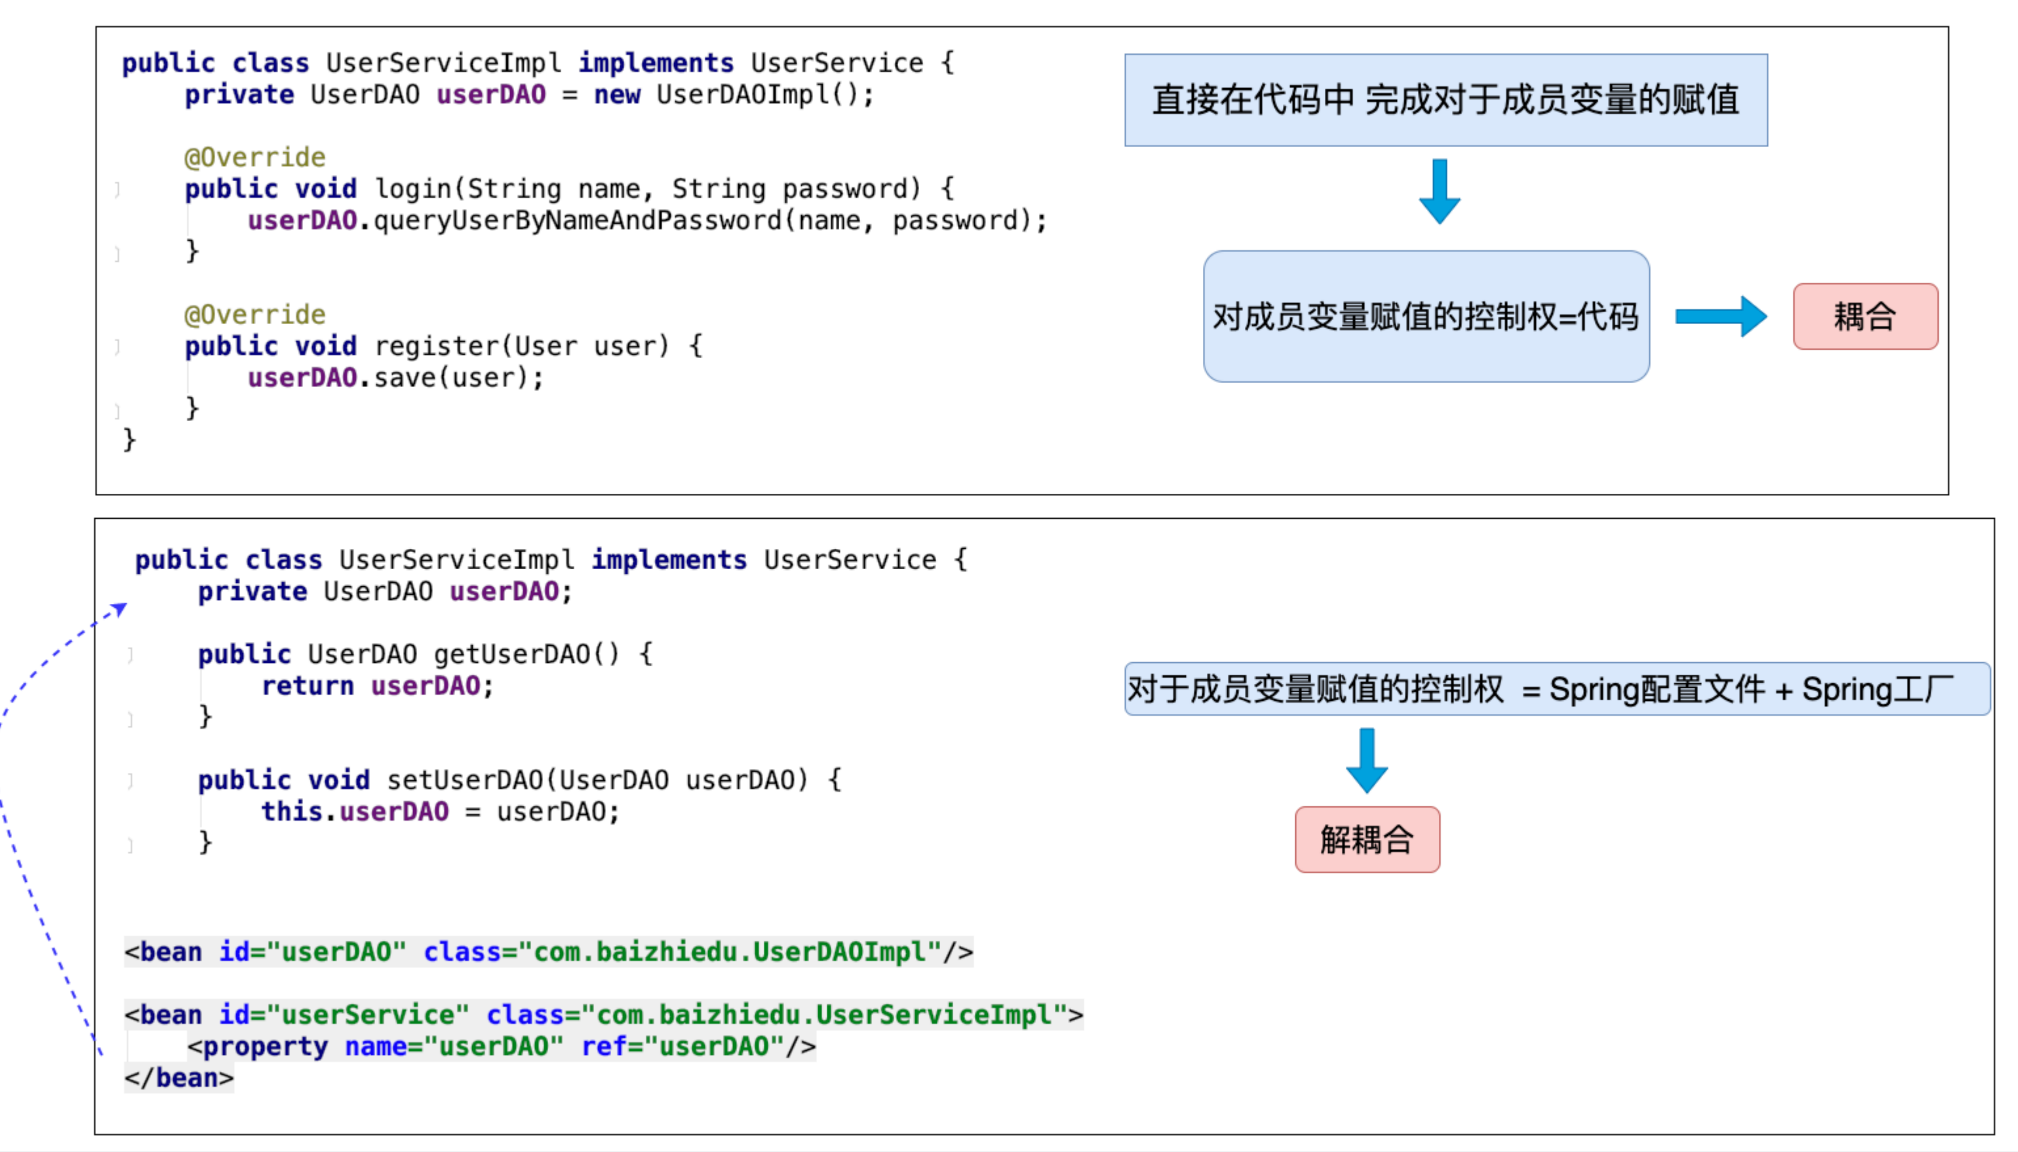 public class UserServiceImpl implements UserService {
    private UserDAO userDAO = new UserDAOImpl();
    @Override
    public void login(String name, String password) {
        userDAO.queryUserByNameAndPassword(name, password);
    }
    @Override
    public void register(User user) {
        userDAO.save(user);
    }
}
直接在代码中 完成对于成员变量的赋值
对成员变量赋值的控制权=代码
耦合
public class UserServiceImpl implements UserService {
    private UserDAO userDAO;
    public UserDAO getUserDAO() {
        return userDAO;
    }
    public void setUserDAO(UserDAO userDAO) {
        this.userDAO = userDAO;
    }
<bean id="userDAO" class="com.baizhiedu.UserDAOImpl"/>
<bean id="userService" class="com.baizhiedu.UserServiceImpl">
    <property name="userDAO" ref="userDAO"/>
</bean>
对于成员变量赋值的控制权 = Spring配置文件 + Spring工厂
解耦合